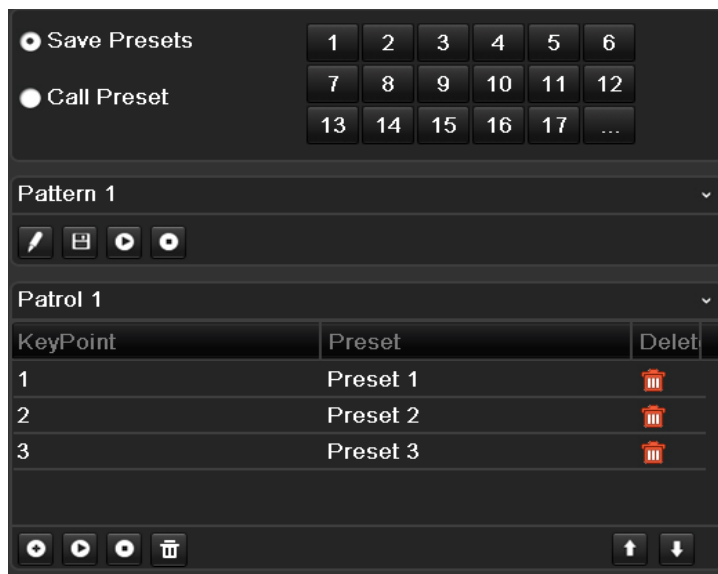 Save Presets 1 2 3 4 5 6
Call Preset 7 8 9 10 11 12
13 14 15 16 17 ...
Pattern 1
Patrol 1
KeyPoint Preset Delet
1 Preset 1
2 Preset 2
3 Preset 3